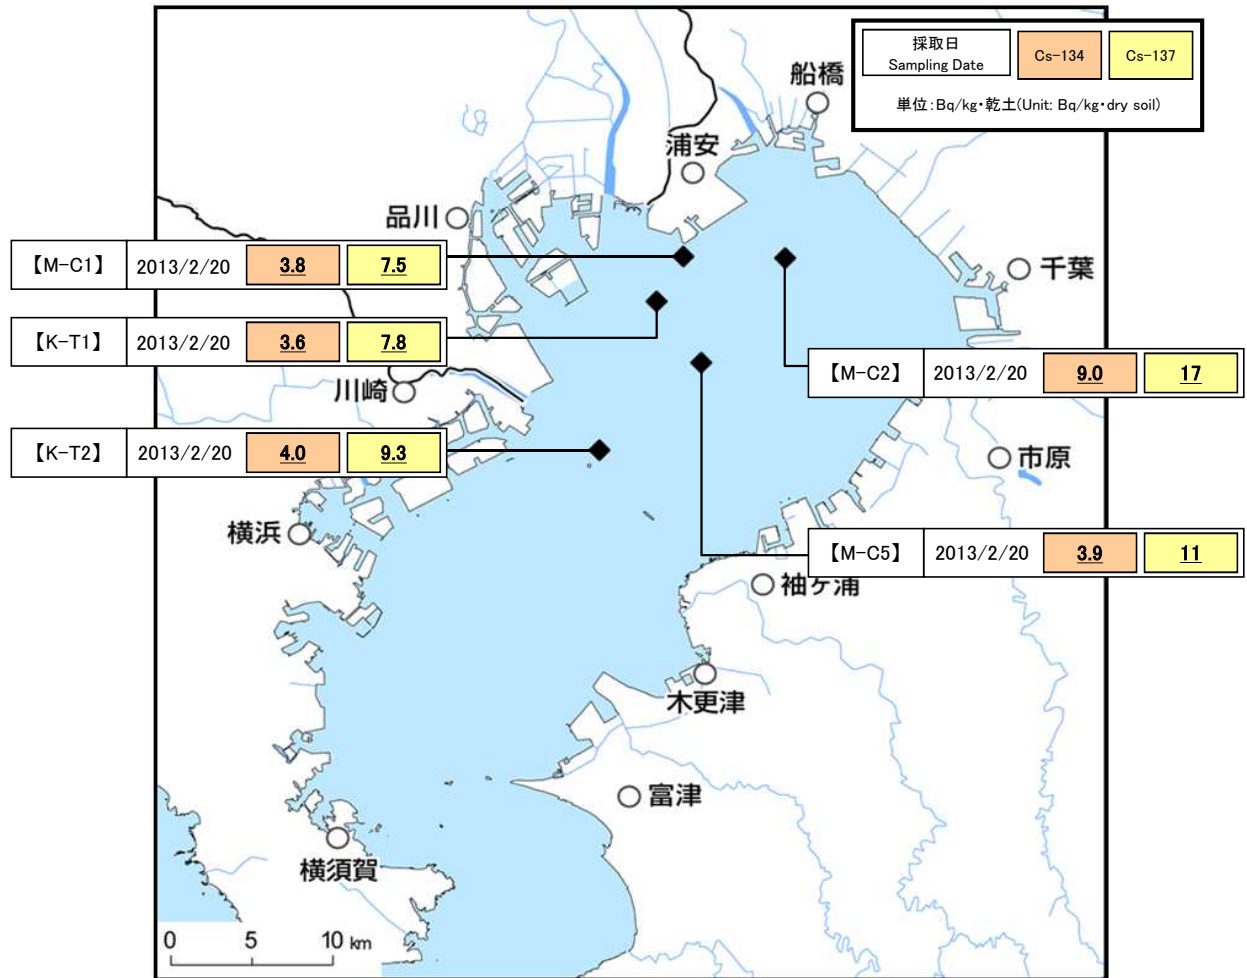 採取日
Sampling Date
Cs-134
Cs-137
単位:Bq/kg・乾土(Unit: Bq/kg・dry soil)
船橋
浦安
品川
千葉
【M-C1】 2013/2/20 3.8 7.5
【K-T1】 2013/2/20 3.6 7.8
【M-C2】 2013/2/20 9.0 17
川崎
【K-T2】 2013/2/20 4.0 9.3
市原
横浜
【M-C5】 2013/2/20 3.9 11
袖ヶ浦
木更津
富津
横須賀
0 5 10 km